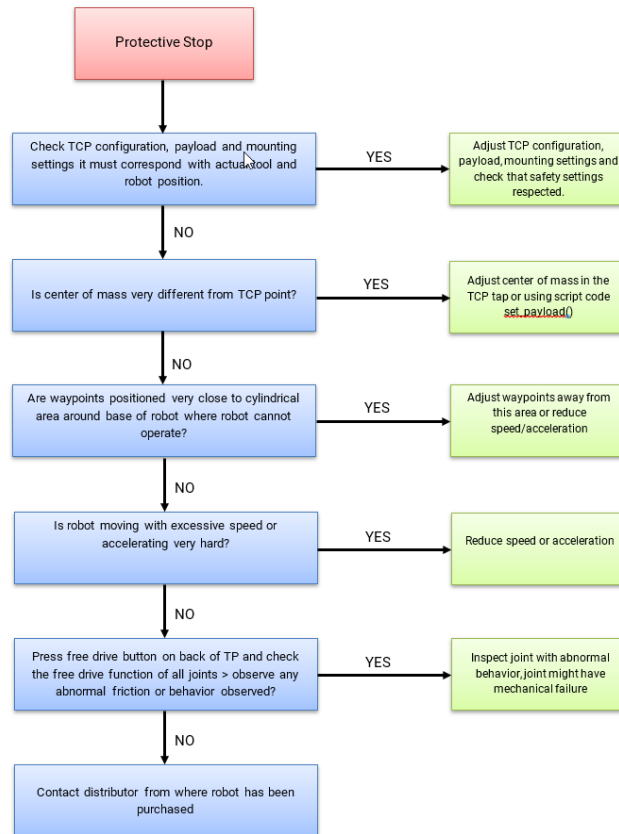 Protective Stop
Check TCP configuration, payload and mounting
settings it must correspond with actual tool and
robot position.
YES
Adjust TCP configuration,
payload, mounting settings and
check that safety settings
respected.
NO
Is center of mass very different from TCP point?
YES
Adjust center of mass in the
TCP tap or using script code
set_payload()
NO
Are waypoints positioned very close to cylindrical
area around base of robot where robot cannot
operate?
YES
Adjust waypoints away from
this area or reduce
speed/acceleration
NO
Is robot moving with excessive speed or
accelerating very hard?
YES
Reduce speed or acceleration
NO
Press free drive button on back of TP and check
the free drive function of all joints > observe any
abnormal friction or behavior observed?
YES
Inspect joint with abnormal
behavior, joint might have
mechanical failure
NO
Contact distributor from where robot has been
purchased